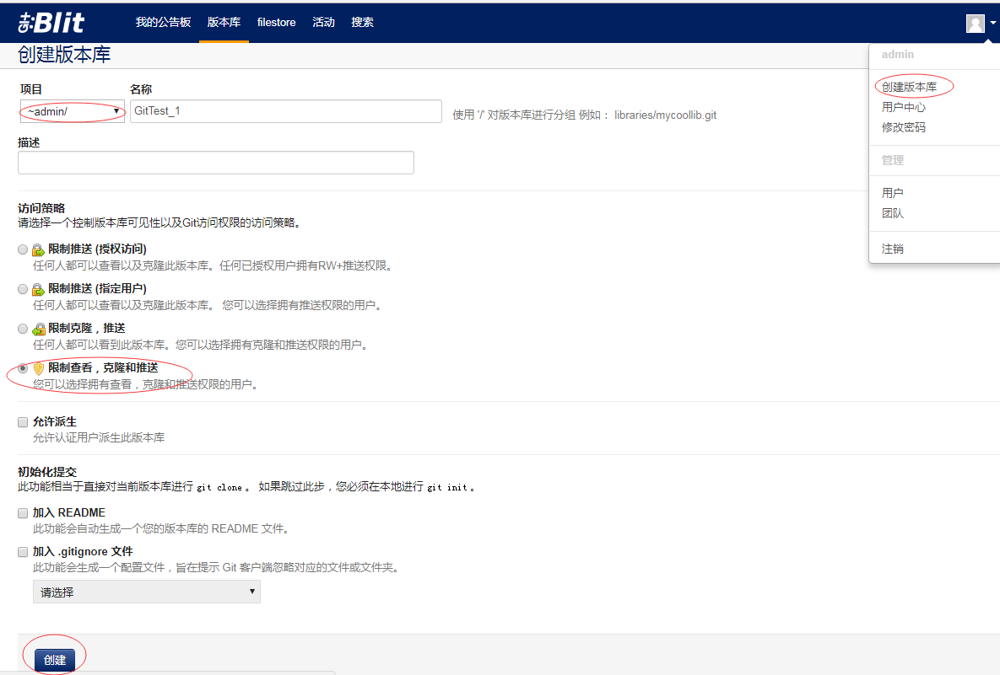 Blit
我的公告板 版本库 filestore 活动 搜索
创建版本库
admin
创建版本库
用户中心
修改密码
管理
用户
团队
注销
项目 名称
~admin/ GitTest_1 使用 '/' 对版本库进行分组 例如： libraries/mycoollib.git
描述
访问策略
请选择一个控制版本库可见性以及Git访问权限的访问策略。
限制推送 (授权访问)
任何人都可以查看以及克隆此版本库。任何已授权用户拥有RW+推送权限。
限制推送 (指定用户)
任何人都可以查看以及克隆此版本库。 您可以选择拥有推送权限的用户。
限制克隆，推送
任何人都可以看到此版本库。您可以选择拥有克隆和推送权限的用户。
限制查看，克隆和推送
您可以选择拥有查看，克隆和推送权限的用户。
允许派生
允许认证用户派生此版本库
初始化提交
此功能相当于直接对当前版本库进行 git clone 。 如果跳过此步，您必须在本地进行 git init 。
加入 README
此功能会自动生成一个您的版本库的 README 文件。
加入 .gitignore 文件
此功能会生成一个配置文件，旨在提示 Git 客户端忽略对应的文件或文件夹。
请选择
创建